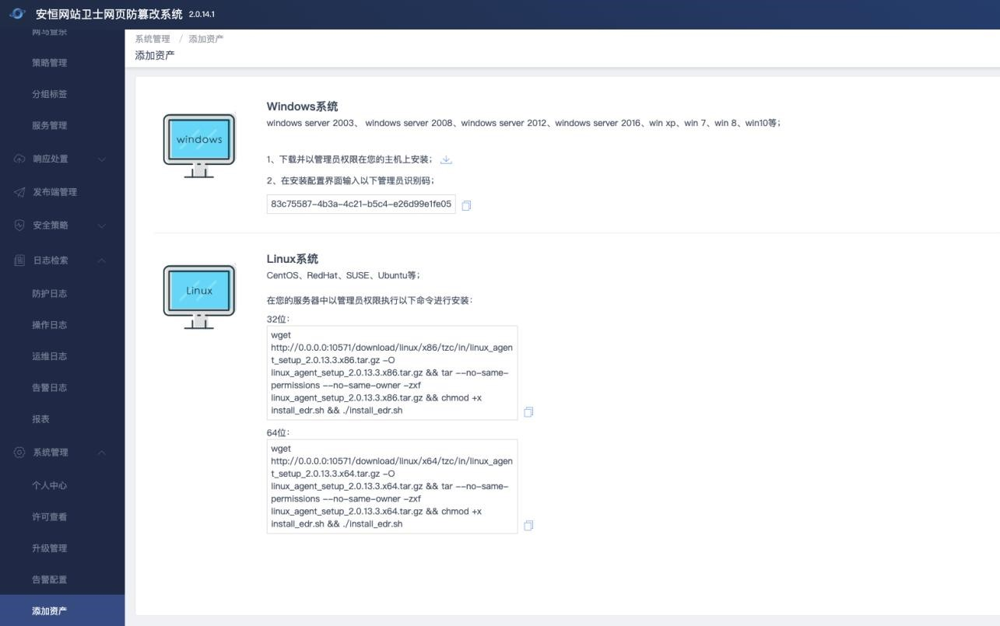 安恒网站卫士网页防篡改系统 2.0.14.1
网马查杀
策略管理
分组标签
服务管理
响应处置
发布端管理
安全策略
日志检索
防护日志
操作日志
运维日志
告警日志
报表
系统管理
个人中心
许可查看
升级管理
告警配置
添加资产
系统管理 / 添加资产
添加资产
windows
Windows系统
windows server 2003、 windows server 2008、windows server 2012、windows server 2016、win xp、win 7、win 8、win10等；
1、下载并以管理员权限在您的主机上安装；
2、在安装配置界面输入以下管理员识别码；
83c75587-4b3a-4c21-b5c4-e26d99e1fe05
Linux
Linux系统
CentOS、RedHat、SUSE、Ubuntu等；
在您的服务器中以管理员权限执行以下命令进行安装：
32位：
wget
http://0.0.0.0:10571/download/linux/x86/tzc/in/linux_agen
t_setup_2.0.13.3.x86.tar.gz -O
linux_agent_setup_2.0.13.3.x86.tar.gz && tar --no-same-
permissions --no-same-owner -zxf
linux_agent_setup_2.0.13.3.x86.tar.gz && chmod +x
install_edr.sh && ./install_edr.sh
64位：
wget
http://0.0.0.0:10571/download/linux/x64/tzc/in/linux_agen
t_setup_2.0.13.3.x64.tar.gz -O
linux_agent_setup_2.0.13.3.x64.tar.gz && tar --no-same-
permissions --no-same-owner -zxf
linux_agent_setup_2.0.13.3.x64.tar.gz && chmod +x
install_edr.sh && ./install_edr.sh